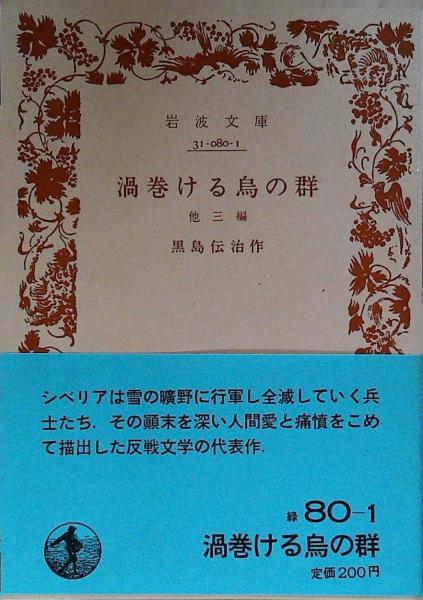 岩波文庫
31-080-1
渦巻ける烏の群
他三編
黒島伝治作
シベリアは雪の曠野に行軍し全滅していく兵
士たち．その顚末を深い人間愛と痛憤をこめ
て描出した反戦文学の代表作．
緑 80-1
渦巻ける烏の群
定価200円